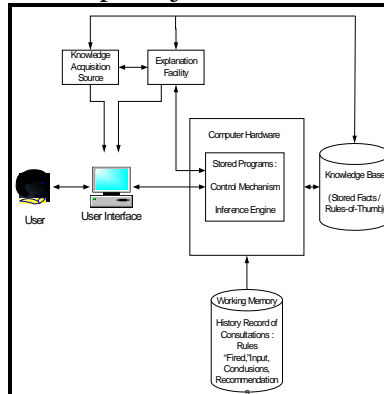 Knowledge
Acquisition
Source
Explanation
Facility
Computer Hardware
Stored Programs :
Control Mechanism
Inference Engine
Knowledge Base
(Stored Facts /
Rules-of-Thumb)
User
User Interface
Working Memory
History Record of
Consultations :
Rules
"Fired,"Input,
Conclusions,
Recommendation
s